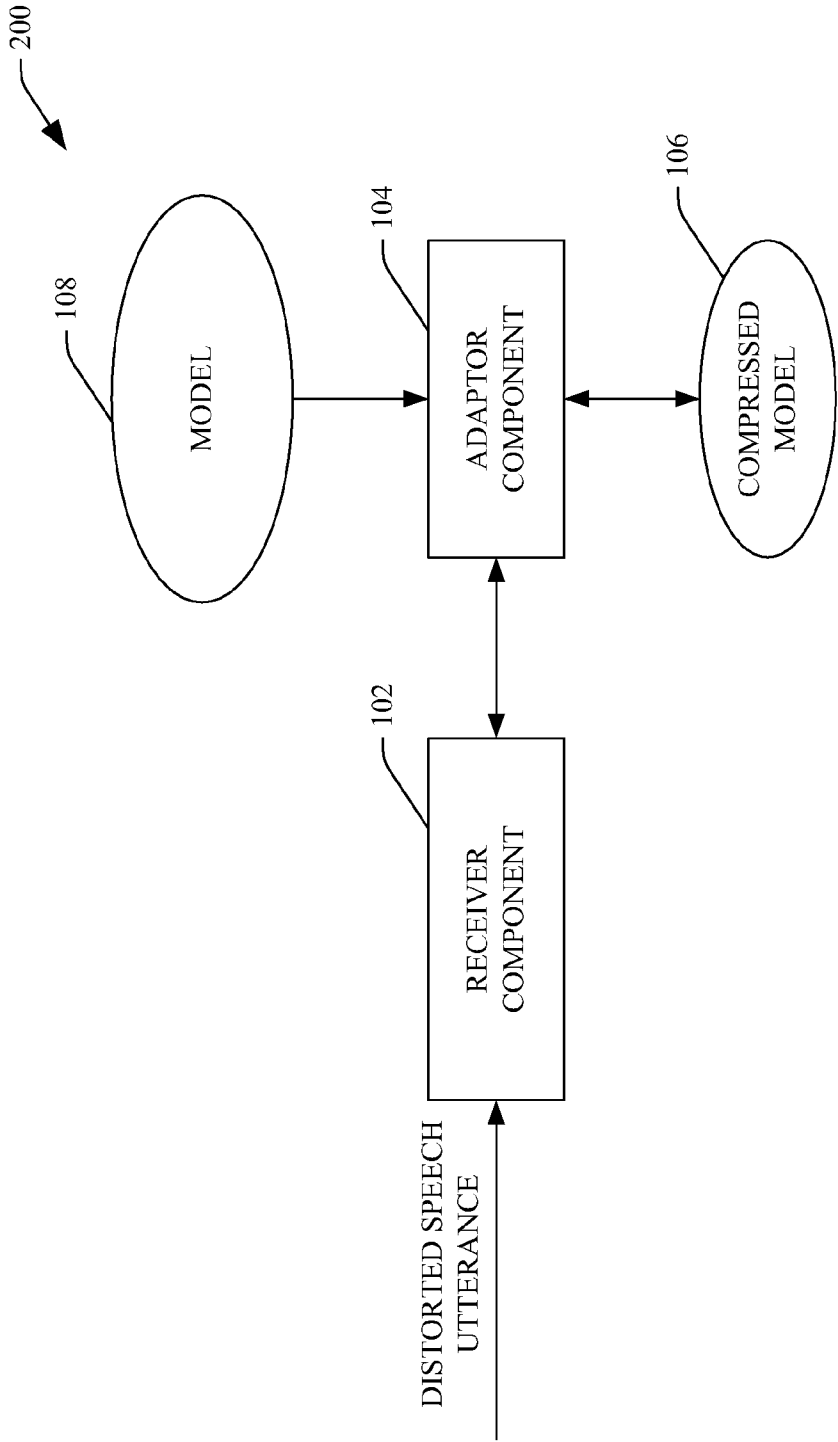 200
108
MODEL
104
ADAPTOR
COMPONENT
106
COMPRESSED
MODEL
102
RECEIVER
COMPONENT
DISTORTED SPEECH
UTTERANCE